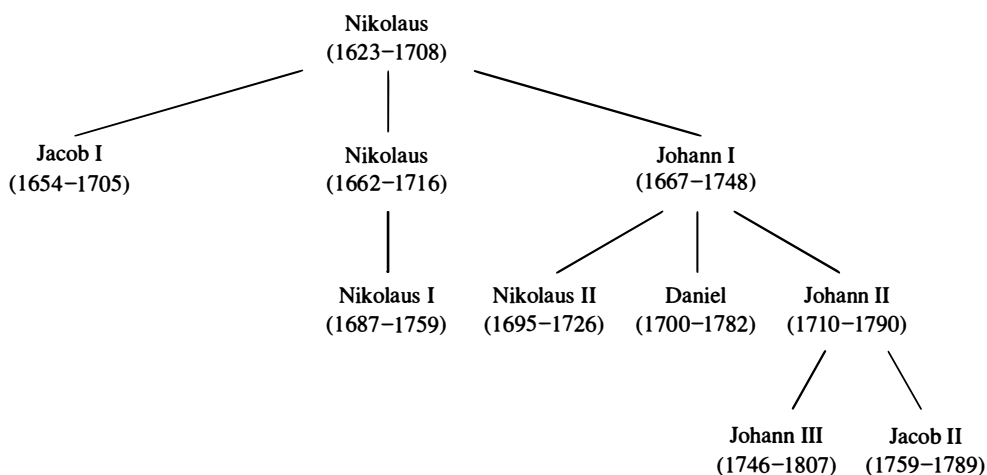 Nikolaus
(1623–1708)
Jacob I
(1654–1705)
Nikolaus
(1662–1716)
Johann I
(1667–1748)
Nikolaus I
(1687–1759)
Nikolaus II
(1695–1726)
Daniel
(1700–1782)
Johann II
(1710–1790)
Johann III
(1746–1807)
Jacob II
(1759–1789)